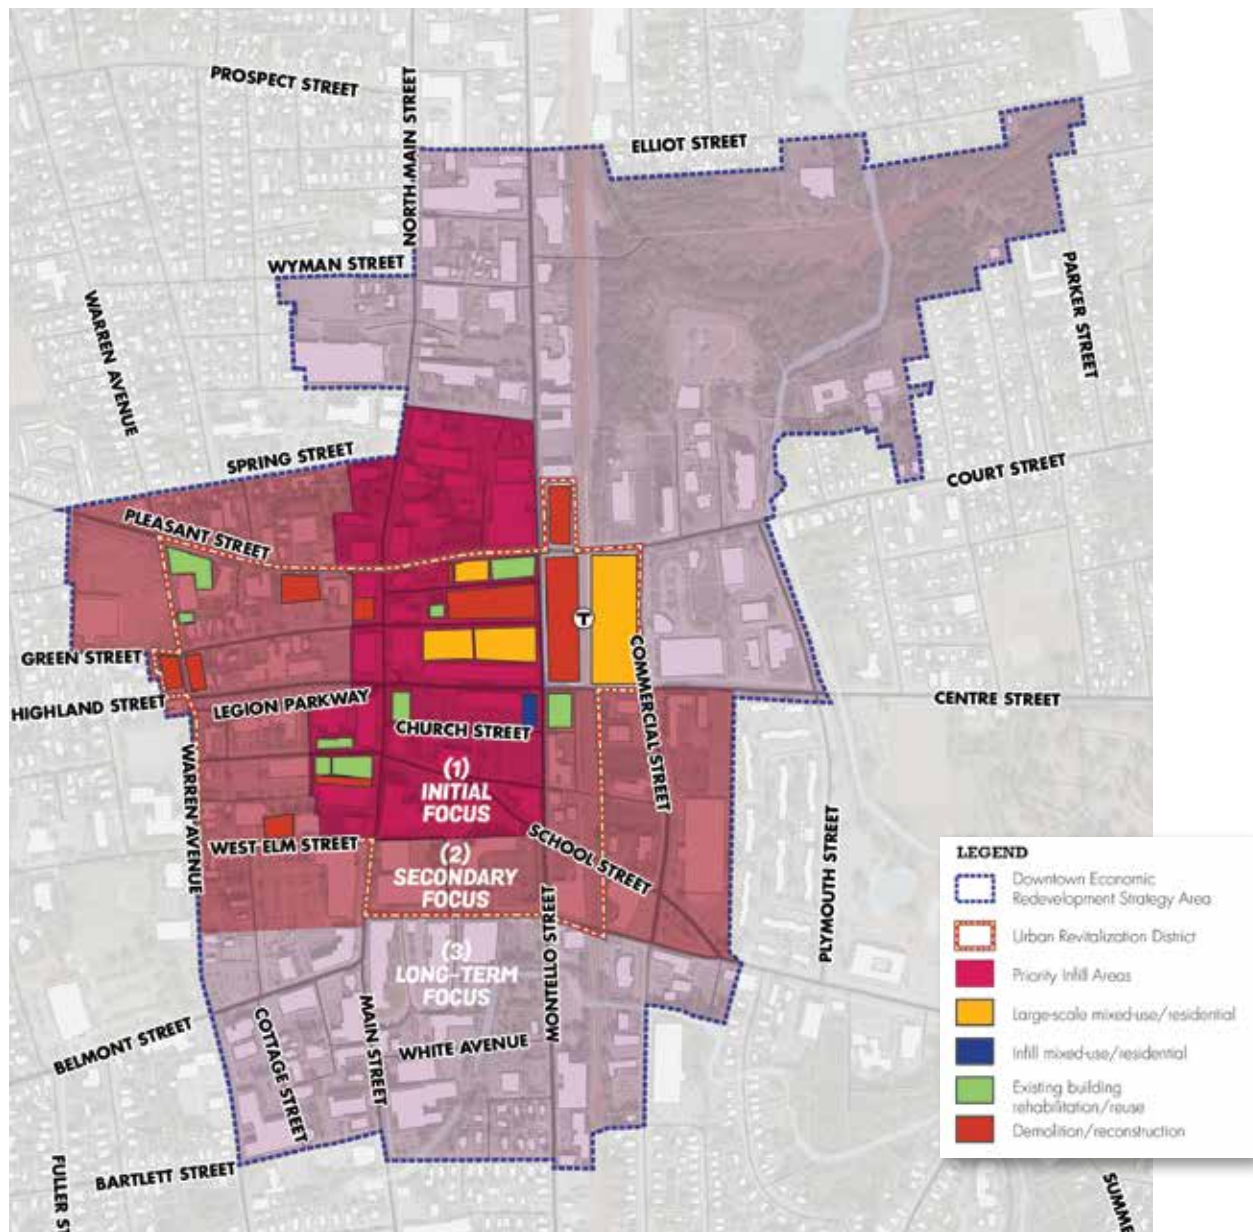 PROSPECT STREET
NORTH MAIN STREET
ELLIOT STREET
WYMAN STREET
PARKER STREET
WARREN AVENUE
SPRING STREET
COURT STREET
PLEASANT STREET
T
GREEN STREET
HIGHLAND STREET
LEGION PARKWAY
COMMERCIAL STREET
CENTRE STREET
CHURCH STREET
(1)
INITIAL
FOCUS
WARREN AVENUE
WEST ELM STREET
SCHOOL STREET
(2)
SECONDARY
FOCUS
PLYMOUTH STREET
MONTELLO STREET
(3)
LONG-TERM
FOCUS
MAIN STREET
COTTAGE STREET
BELMONT STREET
WHITE AVENUE
BARTLETT STREET
FULLER ST
SUMME
LEGEND
Downtown Economic
Redevelopment Strategy Area
Urban Revitalization District
Priority Infill Areas
Large-scale mixed-use/residential
Infill mixed-use/residential
Existing building
rehabilitation/reuse
Demolition/reconstruction